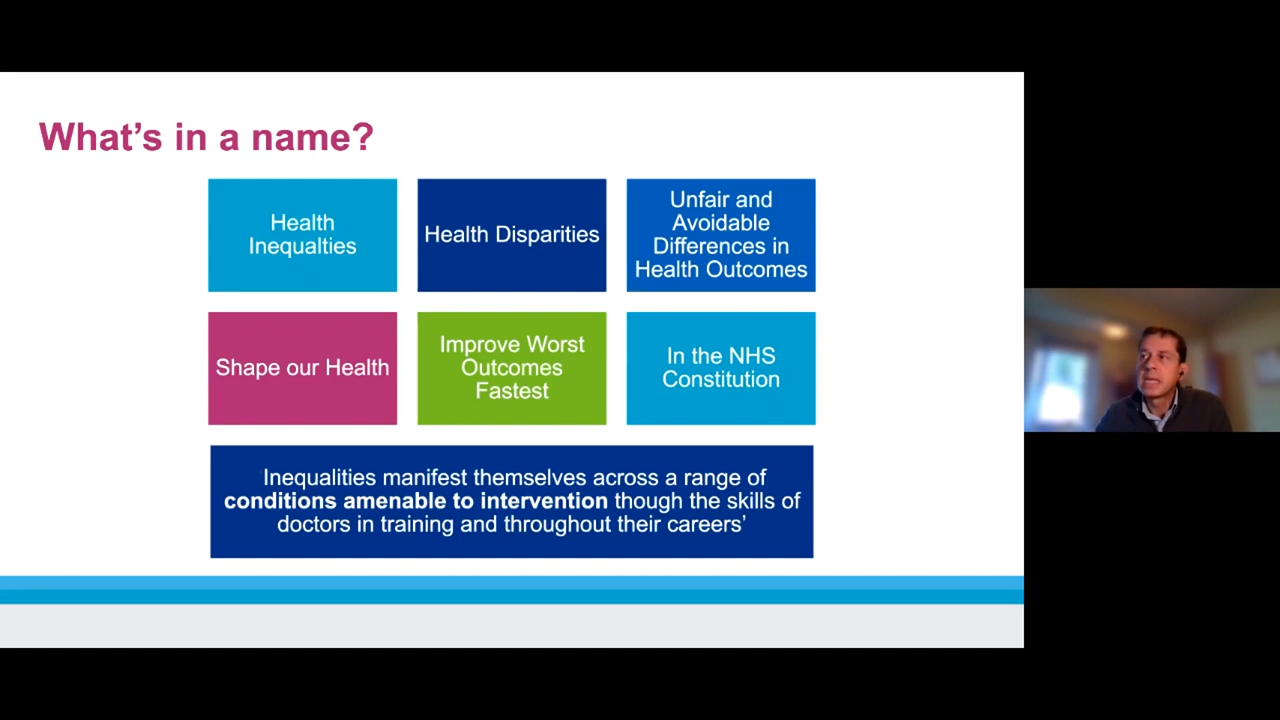 What’s in a name?
Health
Inequalties
Health Disparities
Unfair and
Avoidable
Differences in
Health Outcomes
Shape our Health
Improve Worst
Outcomes
Fastest
In the NHS
Constitution
‘Inequalities manifest themselves across a range of
conditions amenable to intervention though the skills of
doctors in training and throughout their careers’